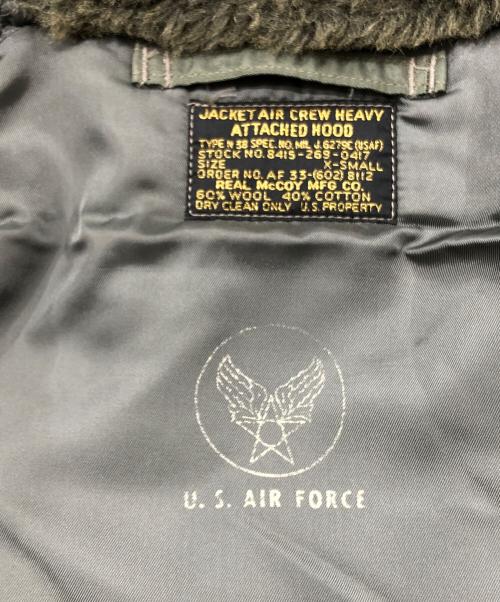 JACKET AIR CREW HEAVY
ATTACHED HOOD
TYPE N 3B SPEC. NO. MIL J. 6279C (USAF)
STOCK NO. 8415-269-0417
SIZE X-SMALL
ORDER NO. AF 33-(602) 8112
REAL McCOY MFG CO.
60% WOOL 40% COTTON
DRY CLEAN ONLY U.S. PROPERTY
U. S. AIR FORCE